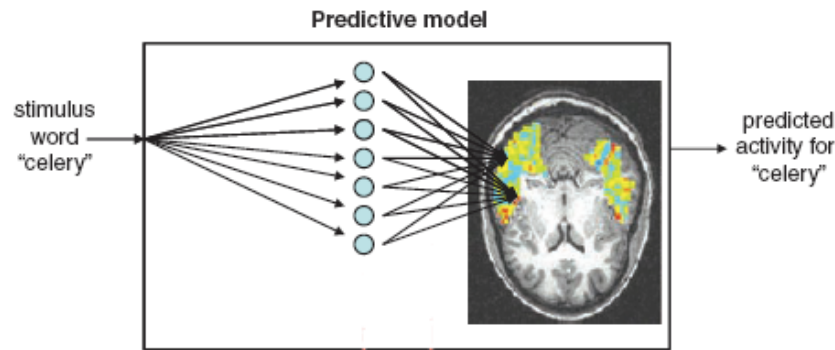 Predictive model
stimulus
word
“celery”
predicted
activity for
“celery”